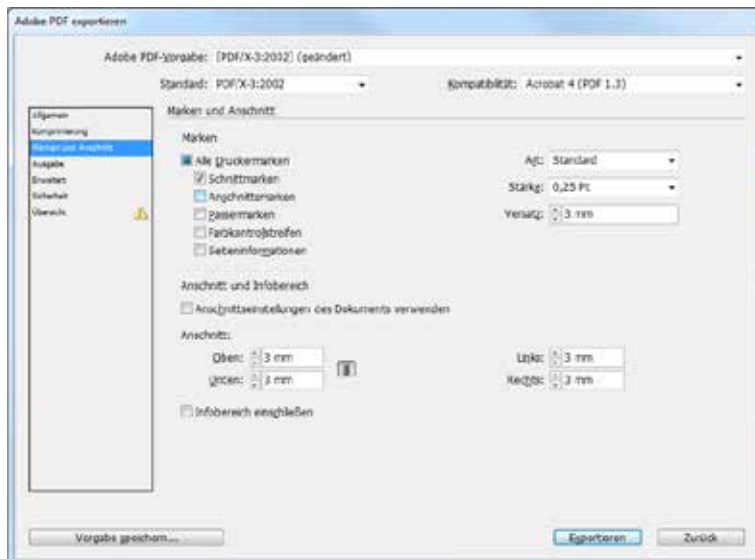 Adobe PDF exportieren
Adobe PDF-Vorgabe: [PDF/X-3:2002] (geändert)
Standard: PDF/X-3:2002 Kompatibilität: Acrobat 4 (PDF 1.3)
Allgemein
Komprimierung
Marken und Anschnitt
Ausgabe
Erweitert
Sicherheit
Übersicht
Marken und Anschnitt
Marken
Alle Druckermarken
Schnittmarken
Anschnittsmarken
Passermarken
Farbkontrollstreifen
Seiteninformationen
Art: Standard
Stärke: 0,25 Pt
Versatz: 3 mm
Anschnitt und Infobereich
Anschnittseinstellungen des Dokuments verwenden
Anschnitt:
Oben: 3 mm Links: 3 mm
Unten: 3 mm Rechts: 3 mm
Infobereich einschließen
Vorgabe speichern... Exportieren Zurück